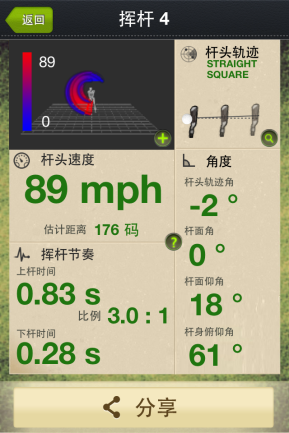 返回
挥杆 4
89
0
杆头轨迹
STRAIGHT
SQUARE
杆头速度
89 mph
估计距离 176 码
角度
杆头轨迹角
-2 °
杆面角
0 °
杆面仰角
18 °
杆身俯仰角
61 °
?
挥杆节奏
上杆时间
0.83 s
比例 3.0 : 1
下杆时间
0.28 s
分享